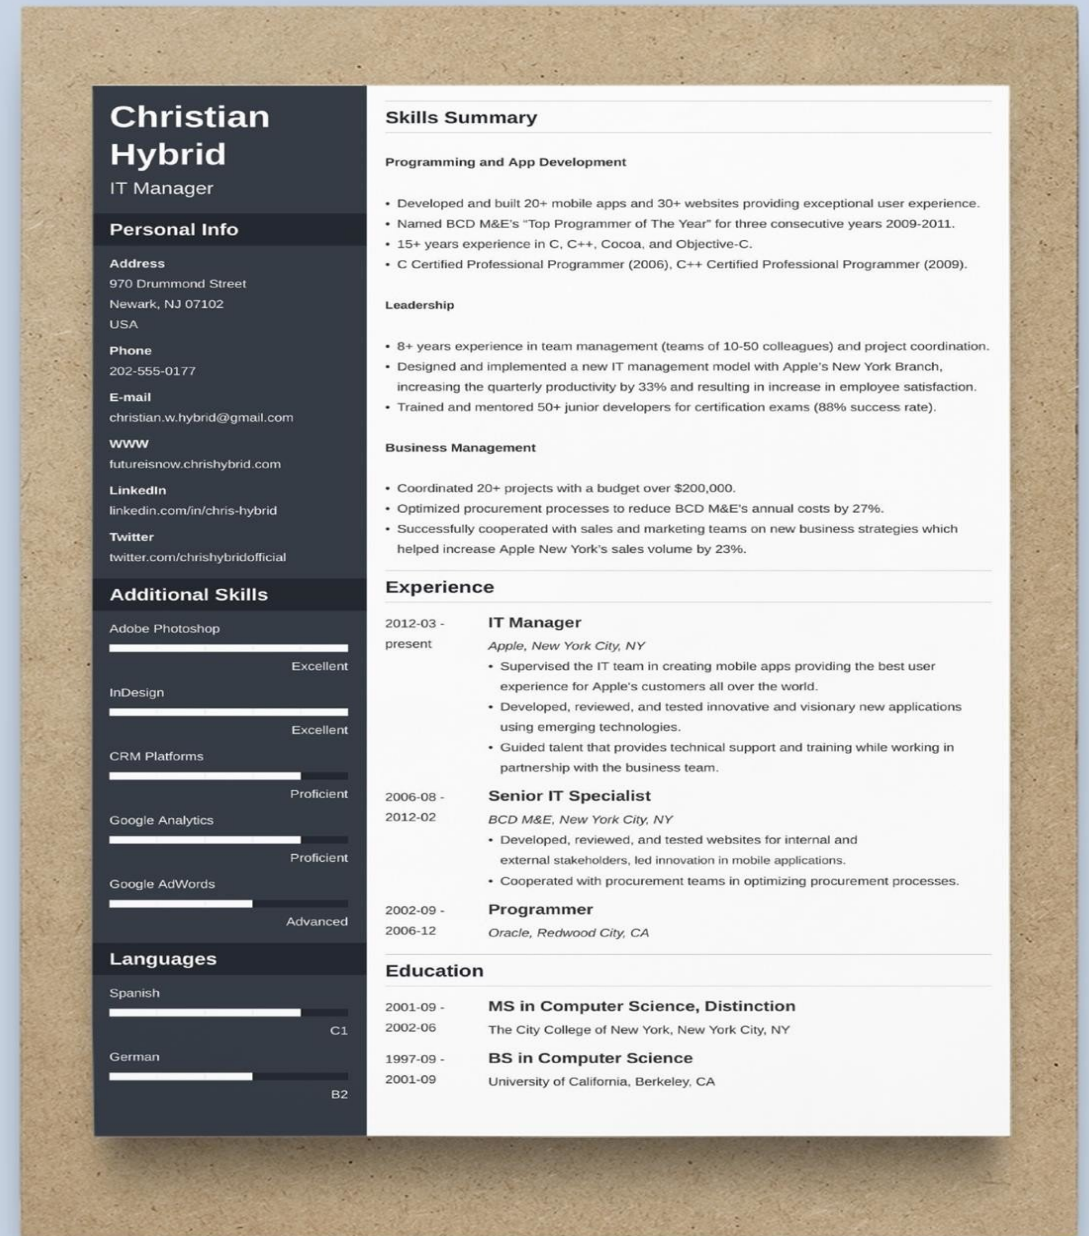 Christian
Hybrid
IT Manager
Personal Info
Address
970 Drummond Street
Newark, NJ 07102
USA
Phone
202-555-0177
E-mail
christian.w.hybrid@gmail.com
WWW
futureisnow.chrishybrid.com
LinkedIn
linkedin.com/in/chris-hybrid
Twitter
twitter.com/chrishybridofficial
Additional Skills
Adobe Photoshop
Excellent
InDesign
Excellent
CRM Platforms
Proficient
Google Analytics
Proficient
Google AdWords
Advanced
Languages
Spanish
C1
German
B2
Skills Summary
Programming and App Development
• Developed and built 20+ mobile apps and 30+ websites providing exceptional user experience.
• Named BCD M&E's “Top Programmer of The Year” for three consecutive years 2009-2011.
• 15+ years experience in C, C++, Cocoa, and Objective-C.
• C Certified Professional Programmer (2006), C++ Certified Professional Programmer (2009).
Leadership
• 8+ years experience in team management (teams of 10-50 colleagues) and project coordination.
• Designed and implemented a new IT management model with Apple's New York Branch,
increasing the quarterly productivity by 33% and resulting in increase in employee satisfaction.
• Trained and mentored 50+ junior developers for certification exams (88% success rate).
Business Management
• Coordinated 20+ projects with a budget over $200,000.
• Optimized procurement processes to reduce BCD M&E's annual costs by 27%.
• Successfully cooperated with sales and marketing teams on new business strategies which
helped increase Apple New York's sales volume by 23%.
Experience
2012-03 -
present
IT Manager
Apple, New York City, NY
• Supervised the IT team in creating mobile apps providing the best user
experience for Apple's customers all over the world.
• Developed, reviewed, and tested innovative and visionary new applications
using emerging technologies.
• Guided talent that provides technical support and training while working in
partnership with the business team.
2006-08 -
2012-02
Senior IT Specialist
BCD M&E, New York City, NY
• Developed, reviewed, and tested websites for internal and
external stakeholders, led innovation in mobile applications.
• Cooperated with procurement teams in optimizing procurement processes.
2002-09 -
2006-12
Programmer
Oracle, Redwood City, CA
Education
2001-09 -
2002-06
MS in Computer Science, Distinction
The City College of New York, New York City, NY
1997-09 -
2001-09
BS in Computer Science
University of California, Berkeley, CA